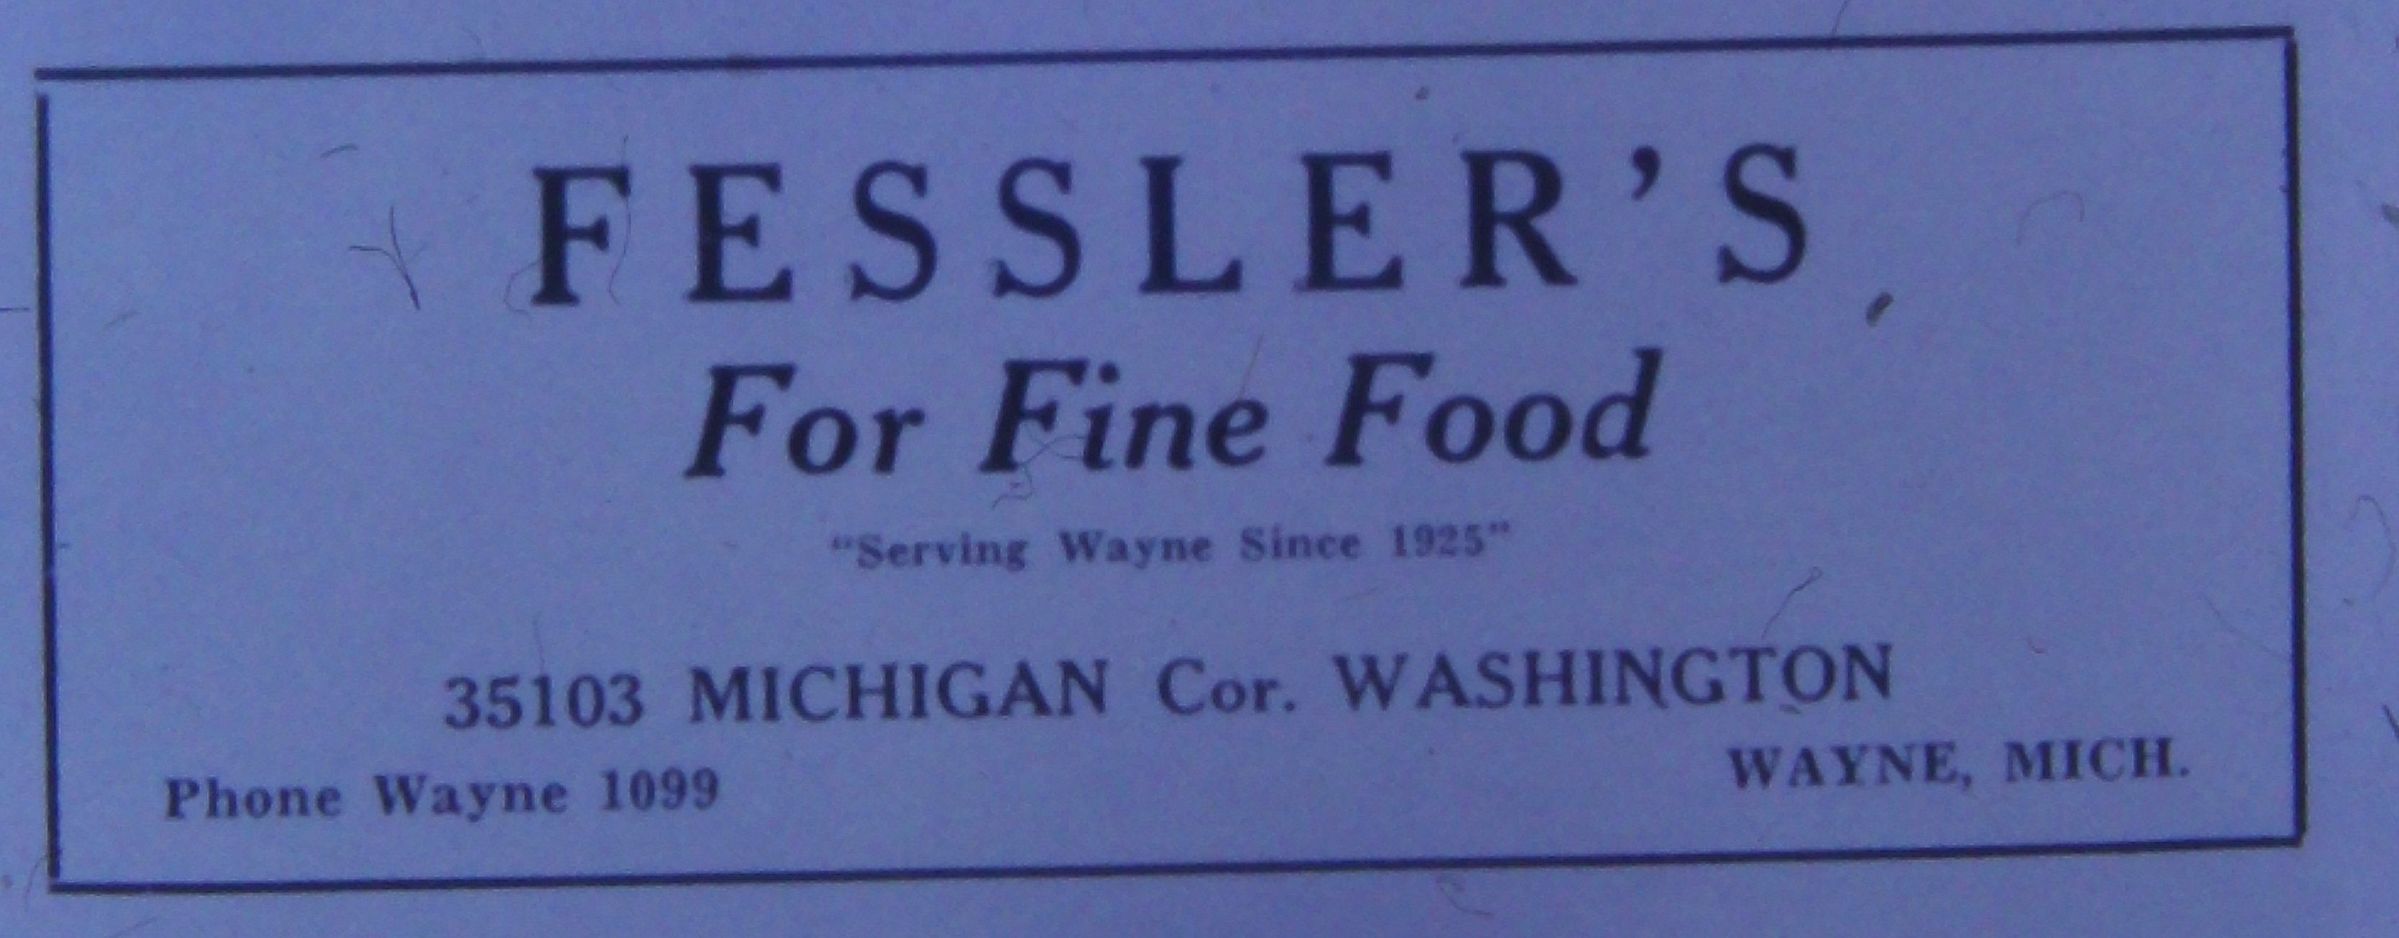 FESSLER'S
For Fine Food
"Serving Wayne Since 1925"
35103 MICHIGAN Cor. WASHINGTON
Phone Wayne 1099
WAYNE, MICH.